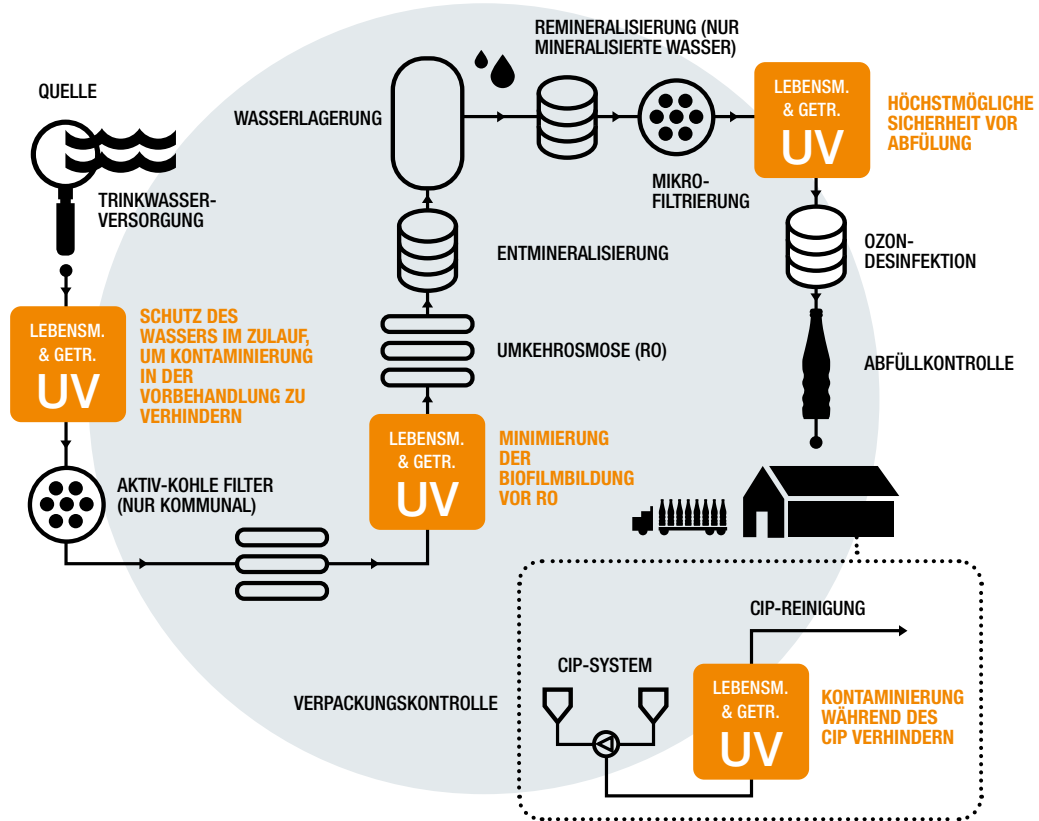 QUELLE
TRINKWASSER-
VERSORGUNG
LEBENSM.
& GETR.
UV
SCHUTZ DES
WASSERS IM ZULAUF,
UM KONTAMINIERUNG
IN DER
VORBEHANDLUNG ZU
VERHINDERN
AKTIV-KOHLE FILTER
(NUR KOMMUNAL)
LEBENSM.
& GETR.
UV
MINIMIERUNG
DER
BIOFILMBILDUNG
VOR RO
UMKEHROSMOSE (RO)
ENTMINERALISIERUNG
WASSERLAGERUNG
REMINERALISIERUNG (NUR
MINERALISIERTE WASSER)
MIKRO-
FILTRIERUNG
LEBENSM.
& GETR.
UV
HÖCHSTMÖGLICHE
SICHERHEIT VOR
ABFÜLUNG
OZON-
DESINFEKTION
ABFÜLLKONTROLLE
VERPACKUNGSKONTROLLE
CIP-SYSTEM
CIP-REINIGUNG
LEBENSM.
& GETR.
UV
KONTAMINIERUNG
WÄHREND DES
CIP VERHINDERN